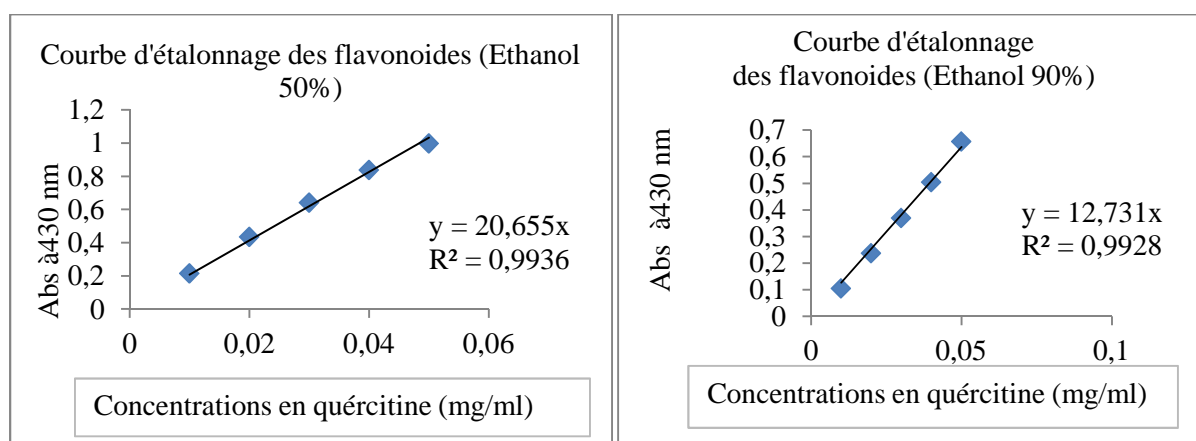 Courbe d'étalonnage des flavonoides (Ethanol
50%)
1,2
1
0,8
0,6
0,4
0,2
0
Abs à430 nm
y = 20,655x
R² = 0,9936
0
0,02
0,04
0,06
Concentrations en quércitine (mg/ml)
Courbe d'étalonnage
des flavonoides (Ethanol 90%)
0,7
0,6
0,5
0,4
0,3
0,2
0,1
0
Abs à430 nm
y = 12,731x
R² = 0,9928
0
0,05
0,1
Concentrations en quércitine (mg/ml)